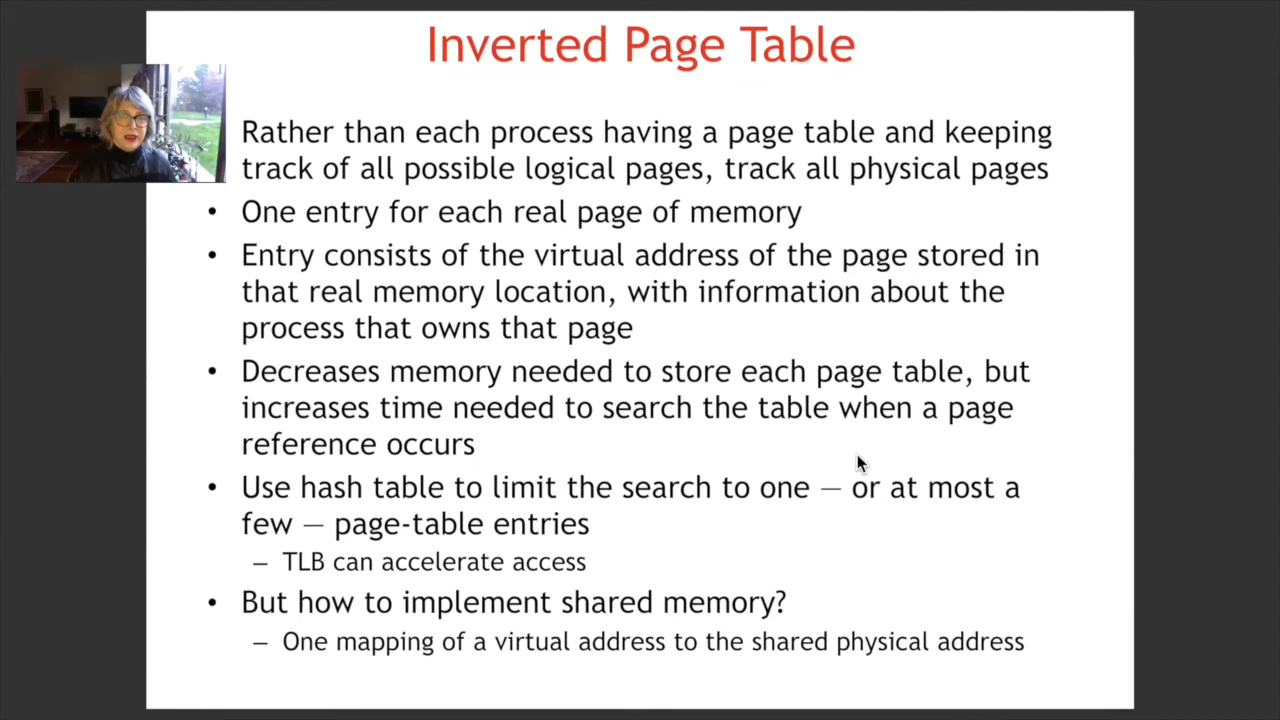 Inverted Page Table
Rather than each process having a page table and keeping
track of all possible logical pages, track all physical pages
• One entry for each real page of memory
• Entry consists of the virtual address of the page stored in
that real memory location, with information about the
process that owns that page
• Decreases memory needed to store each page table, but
increases time needed to search the table when a page
reference occurs
• Use hash table to limit the search to one — or at most a
few — page-table entries
– TLB can accelerate access
• But how to implement shared memory?
– One mapping of a virtual address to the shared physical address